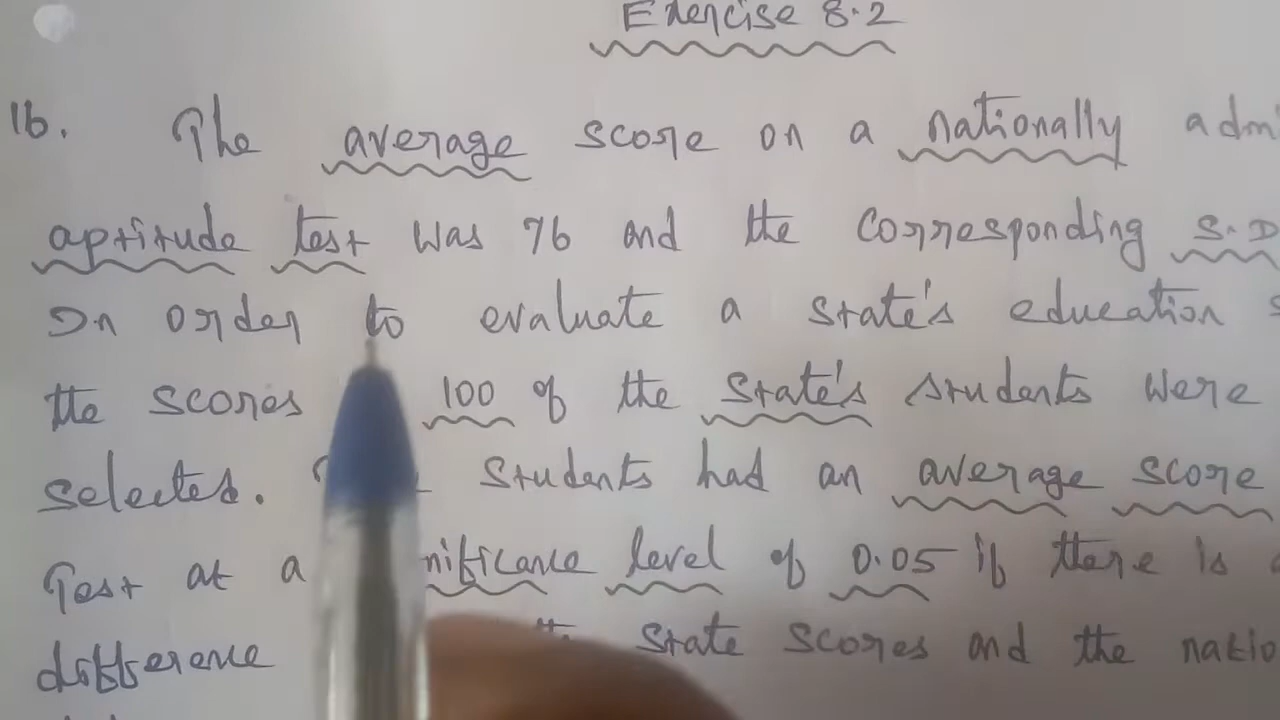 Exercise 8.2
16. The average score on a nationally adm
aptitude test was 76 and the corresponding S.D
In order to evaluate a state's education s
the scores 100 of the state's students were
selected. students had an average score
Test at a nificance level of 0.05 if there is
difference the state scores and the natio